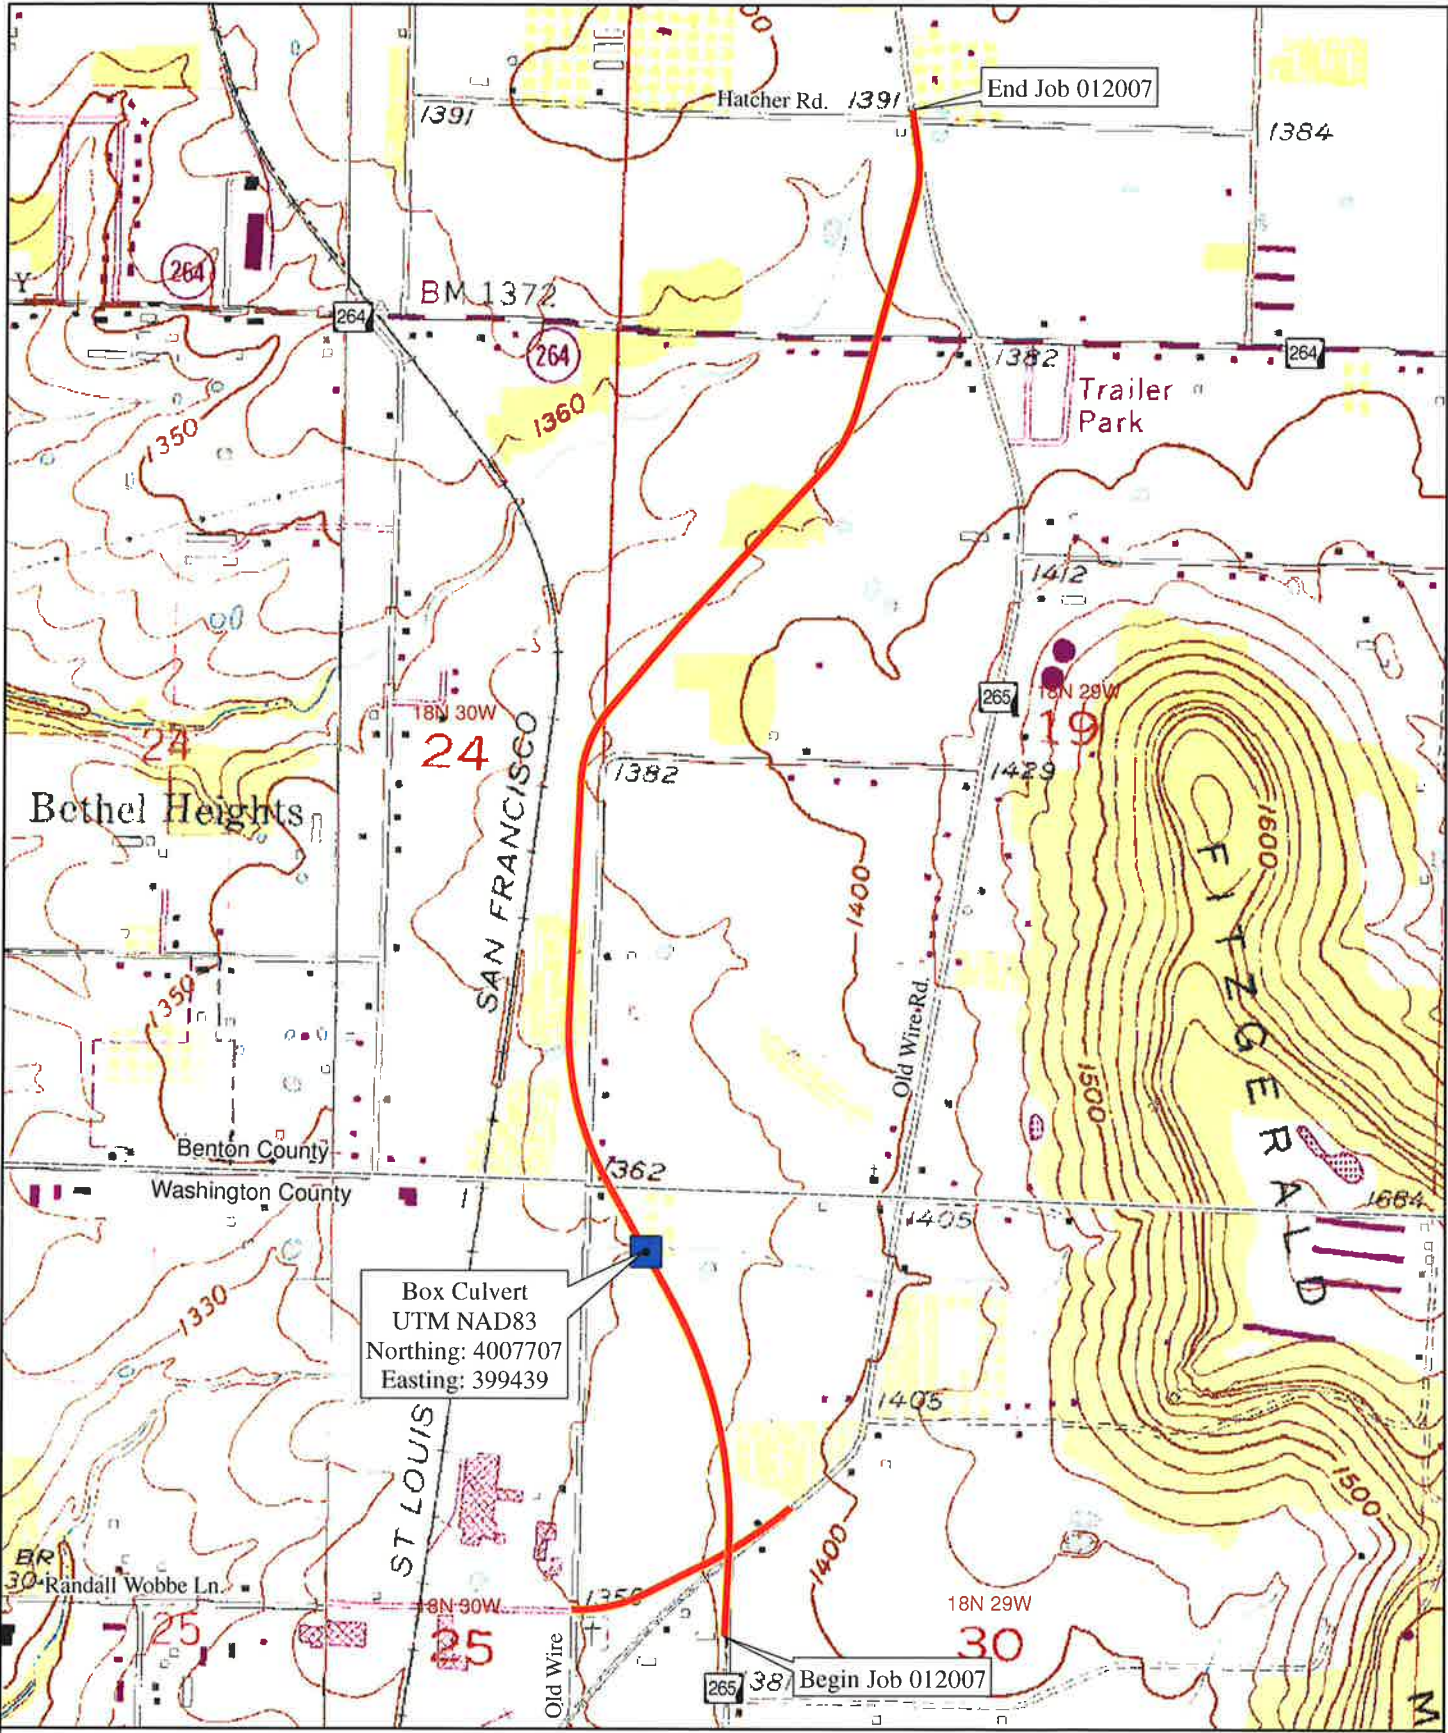 00
Hatcher Rd.
1391
End Job 012007
1391
1384
264
BM 1372
Y
264
264
1382
264
Trailer
Park
1360
1350
1412
265
18N 29W
19
18N 30W
24
24
1382
1429
Bethel Heights
SAN FRANCISCO
1400
1600
FITZGERALD
1350
Old Wire Rd.
1500
Benton County
Washington County
1362
1684
1405
Box Culvert
UTM NAD83
Northing: 4007707
Easting: 399439
1330
1405
ST LOUIS
1500
1400
BR
30
Randall Wobbe Ln.
18N 30W
18N 29W
25
25
30
Old Wire
265
Begin Job 012007
M